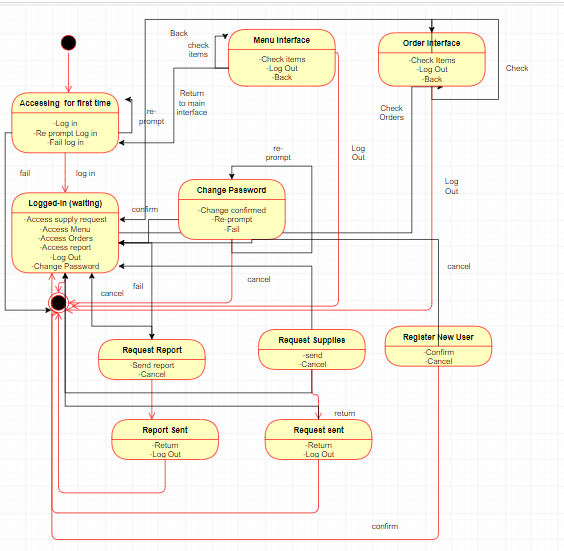 Back
Menu Interface
-Check items
-Log Out
-Back
check
items
Order Interface
-Check Items
-Log Out
-Back
Check
Return
to main
interface
Accessing for first time
-Log in
-Re prompt Log in
-Fail log in
re-
prompt
Check
Orders
re-
prompt
Log
Out
Log
Out
fail
log in
Change Password
-Change confirmed
-Re-prompt
-Fail
Logged-in (waiting)
-Access supply request
-Access Menu
-Access Orders
-Access report
-Log Out
-Change Password
confirm
cancel
cancel
fail
cancel
Request Report
-Send report
-Cancel
Request Supplies
-send
-Cancel
Register New User
-Confirm
-Cancel
return
Report Sent
-Return
-Log Out
Request sent
-Return
-Log Out
confirm